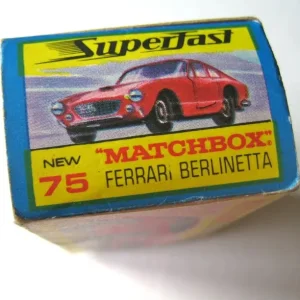 Superfast
NEW "MATCHBOX".
75 FERRARI BERLINETTA